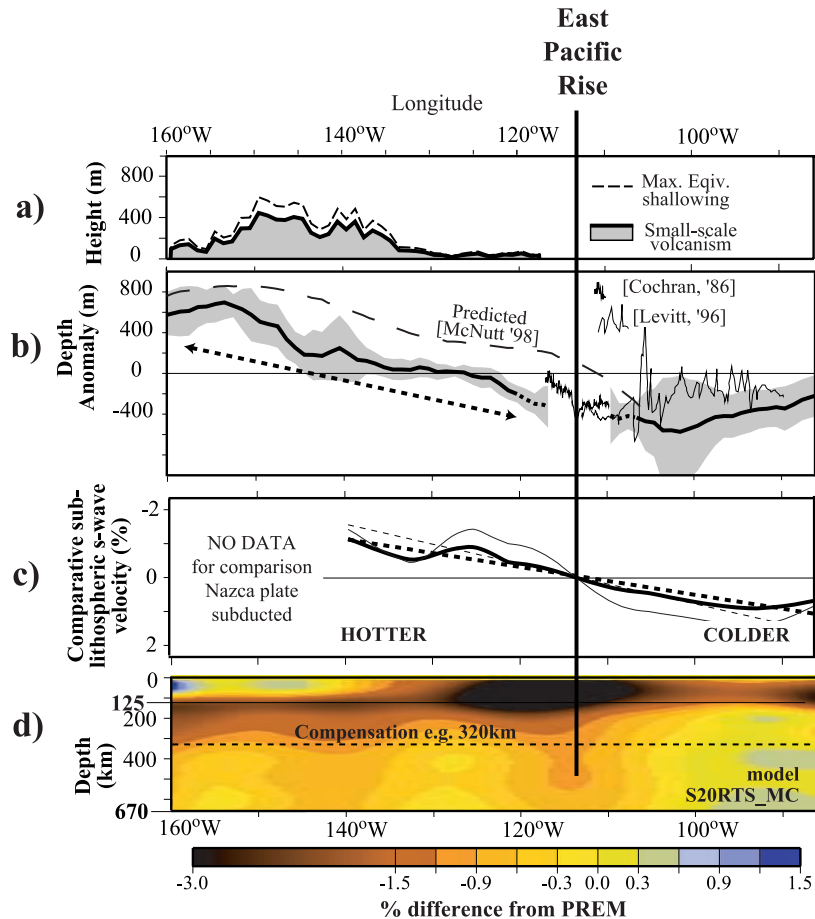 East
Pacific
Rise
Longitude
160°W 140°W 120°W 100°W
a)
Height (m)
800
400
0
Max. Eqiv.
shallowing
Small-scale
volcanism
b)
Depth
Anomaly (m)
800
400
0
-400
Predicted
[McNutt '98]
[Cochran, '86]
[Levitt, '96]
c)
Comparative sub-
lithospheric s-wave
velocity (%)
-2
0
2
NO DATA
for comparison
Nazca plate
subducted
HOTTER
COLDER
d)
Depth
(km)
0
125
200
400
670
Compensation e.g. 320km
model
S20RTS_MC
160°W 140°W 120°W 100°W
-3.0 -1.5 -0.9 -0.3 0.0 0.3 0.9 1.5
% difference from PREM